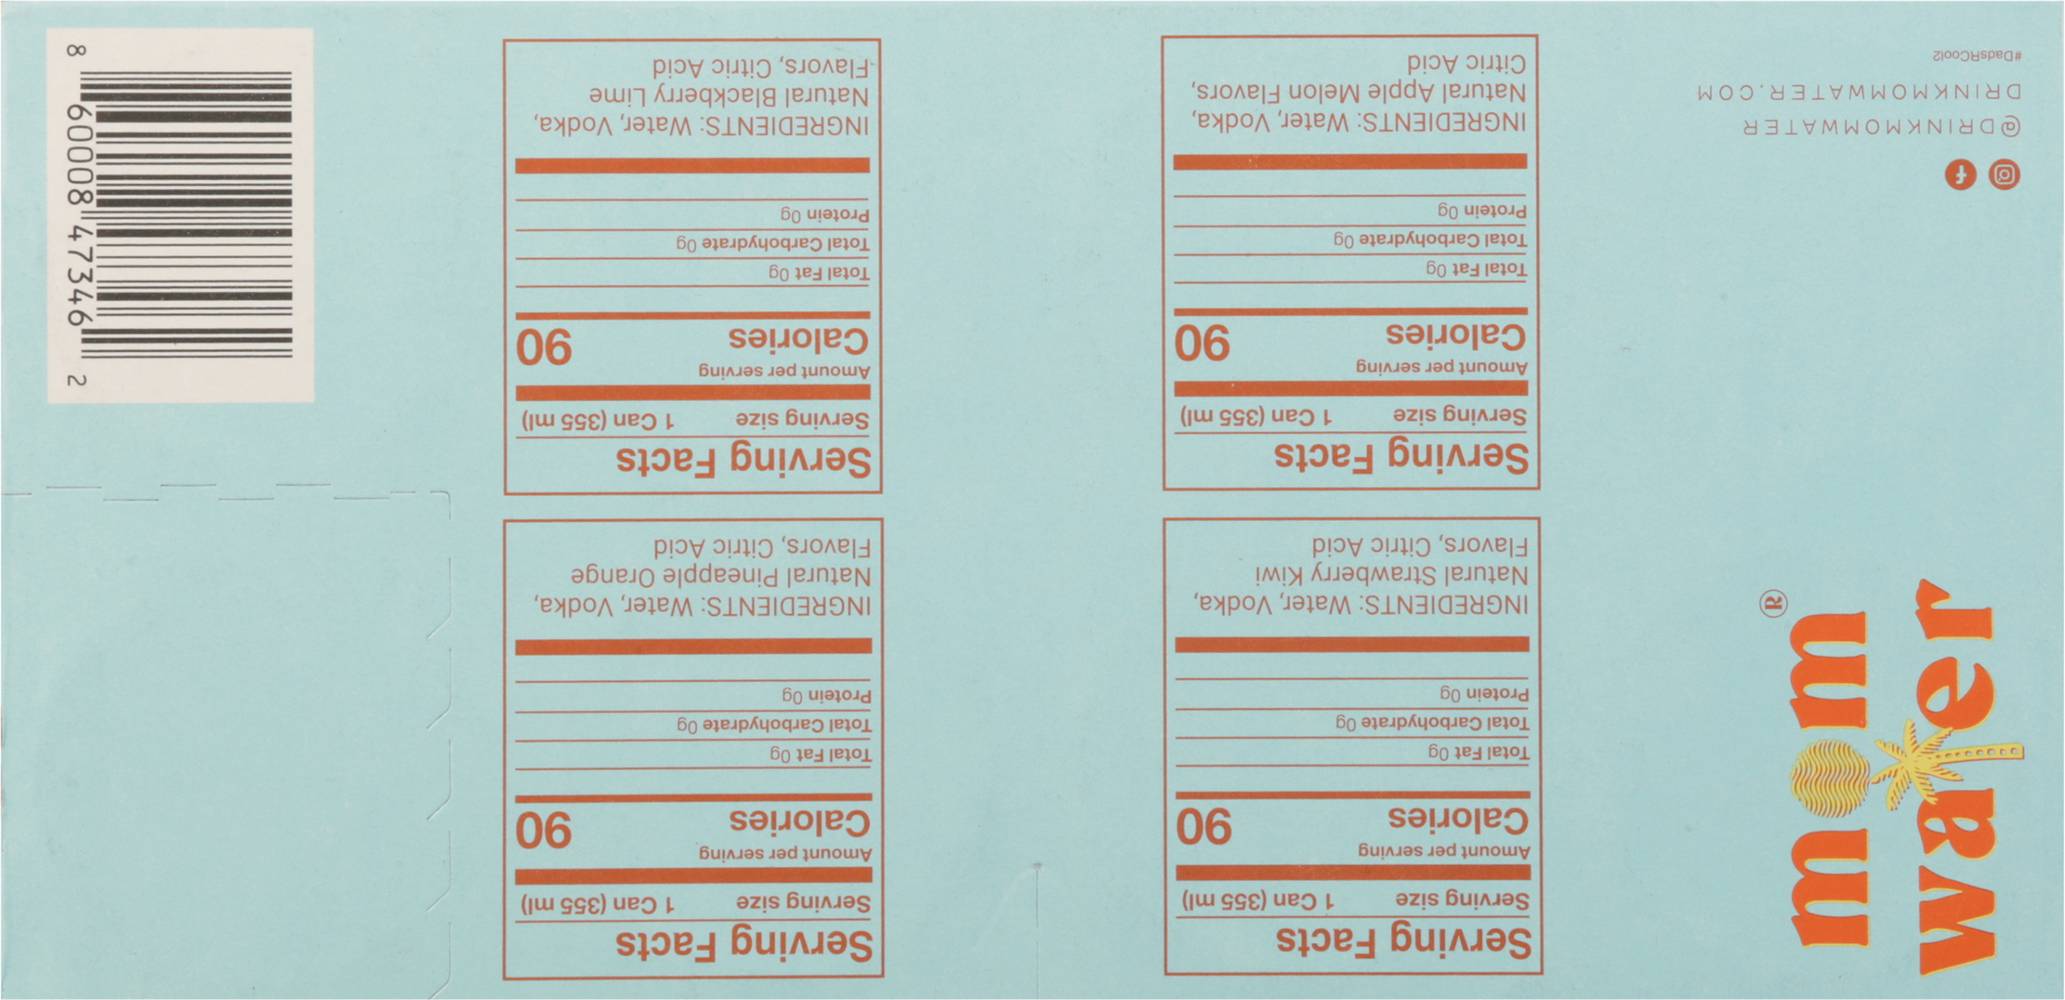 mom
water
®
Serving Facts
Serving size 1 Can (355 ml)
Amount per serving
Calories 90
Total Fat 0g
Total Carbohydrate 0g
Protein 0g
INGREDIENTS: Water, Vodka,
Natural Strawberry Kiwi
Flavors, Citric Acid
Serving Facts
Serving size 1 Can (355 ml)
Amount per serving
Calories 90
Total Fat 0g
Total Carbohydrate 0g
Protein 0g
INGREDIENTS: Water, Vodka,
Natural Pineapple Orange
Flavors, Citric Acid
Serving Facts
Serving size 1 Can (355 ml)
Amount per serving
Calories 90
Total Fat 0g
Total Carbohydrate 0g
Protein 0g
INGREDIENTS: Water, Vodka,
Natural Apple Melon Flavors,
Citric Acid
Serving Facts
Serving size 1 Can (355 ml)
Amount per serving
Calories 90
Total Fat 0g
Total Carbohydrate 0g
Protein 0g
INGREDIENTS: Water, Vodka,
Natural Blackberry Lime
Flavors, Citric Acid
@DRINKMOMWATER
DRINKMOMWATER.COM
#DadsRCool2
8 60008 47346 2